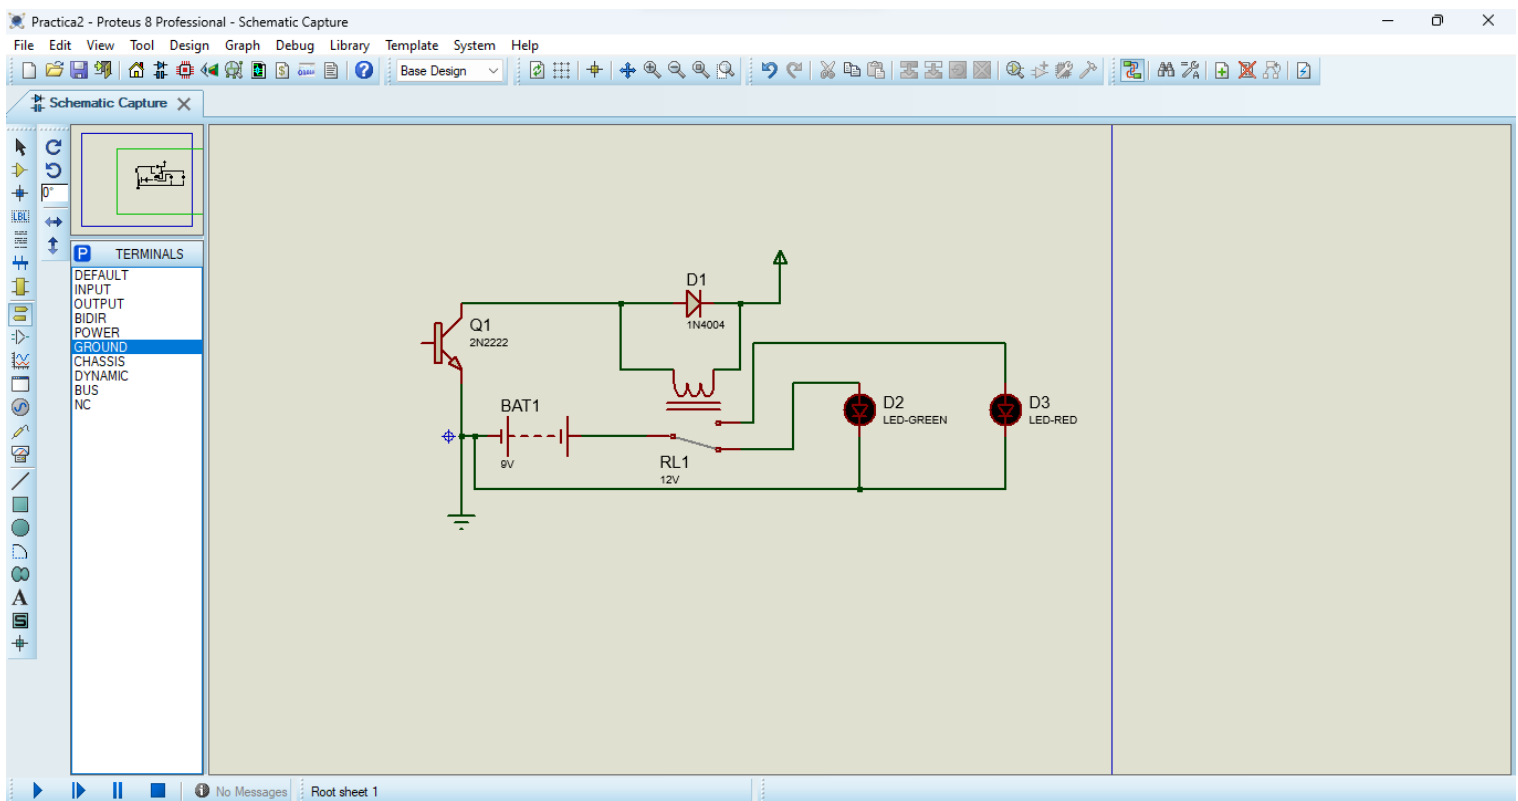 Practica2 - Proteus 8 Professional - Schematic Capture
File Edit View Tool Design Graph Debug Library Template System Help
Base Design
Schematic Capture
0°
LBL
P TERMINALS
DEFAULT
INPUT
OUTPUT
BIDIR
POWER
GROUND
CHASSIS
DYNAMIC
BUS
NC
A
S
D1
1N4004
Q1
2N2222
BAT1
9V
RL1
12V
D2
LED-GREEN
D3
LED-RED
No Messages
Root sheet 1